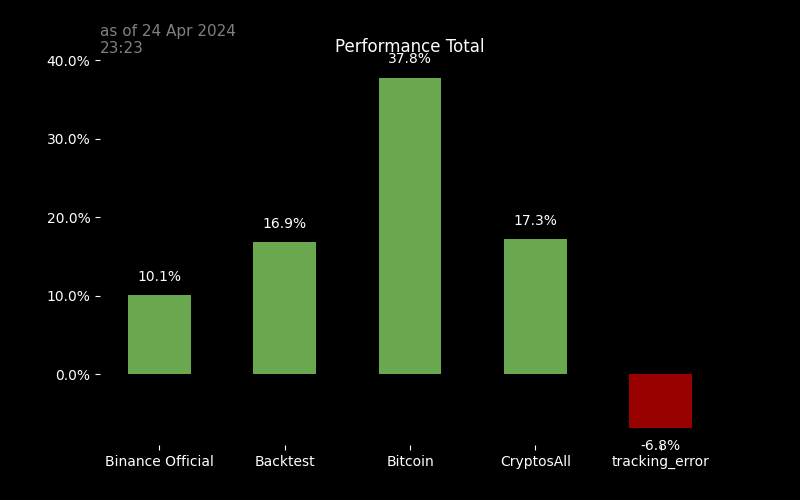 as of 24 Apr 2024
23:23
Performance Total
40.0%
30.0%
20.0%
10.0%
0.0%
10.1%
16.9%
37.8%
17.3%
-6.8%
Binance Official
Backtest
Bitcoin
CryptosAll
tracking_error